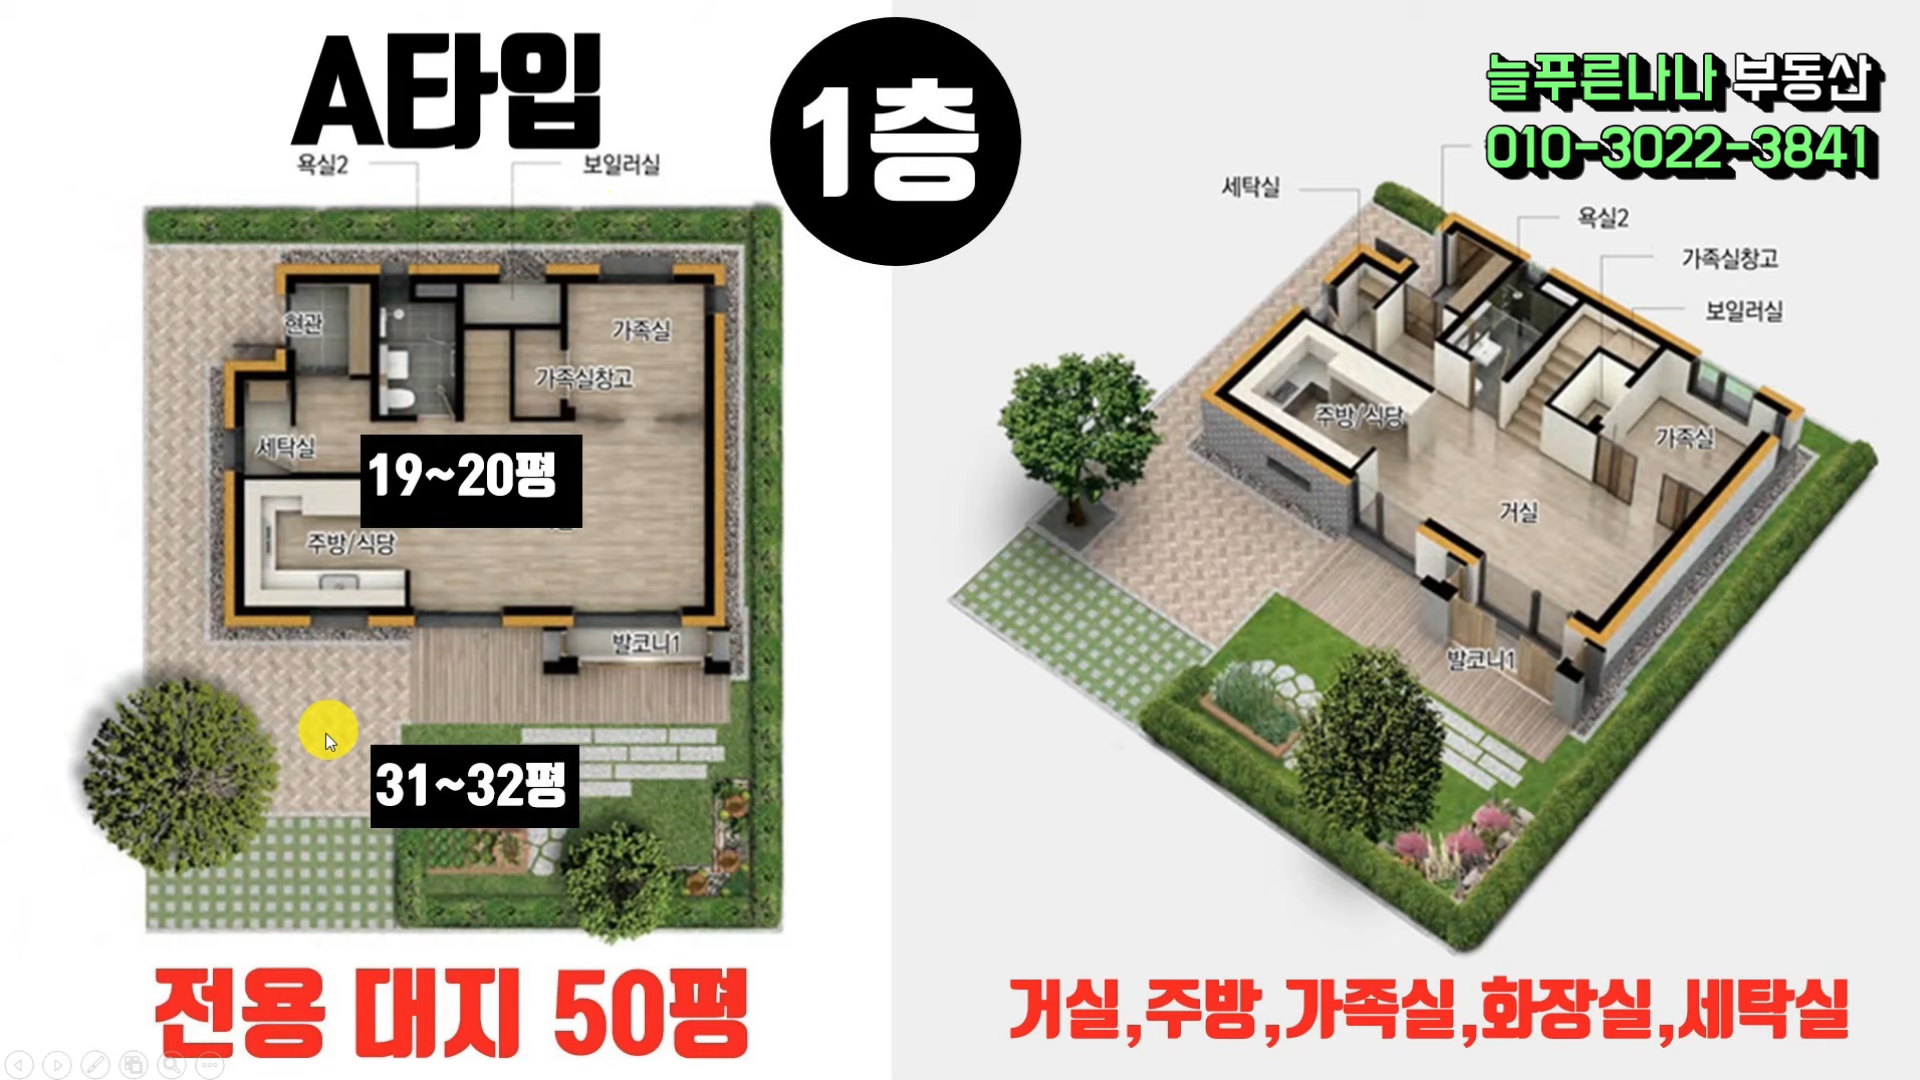 A타입
1층
늘푸른나나 부동산
010-3022-3841
욕실2
보일러실
현관
가족실
가족실창고
세탁실
19~20평
주방/식당
발코니1
31~32평
전용 대지 50평
세탁실
욕실2
가족실창고
보일러실
주방/식당
가족실
거실
발코니1
거실,주방,가족실,화장실,세탁실